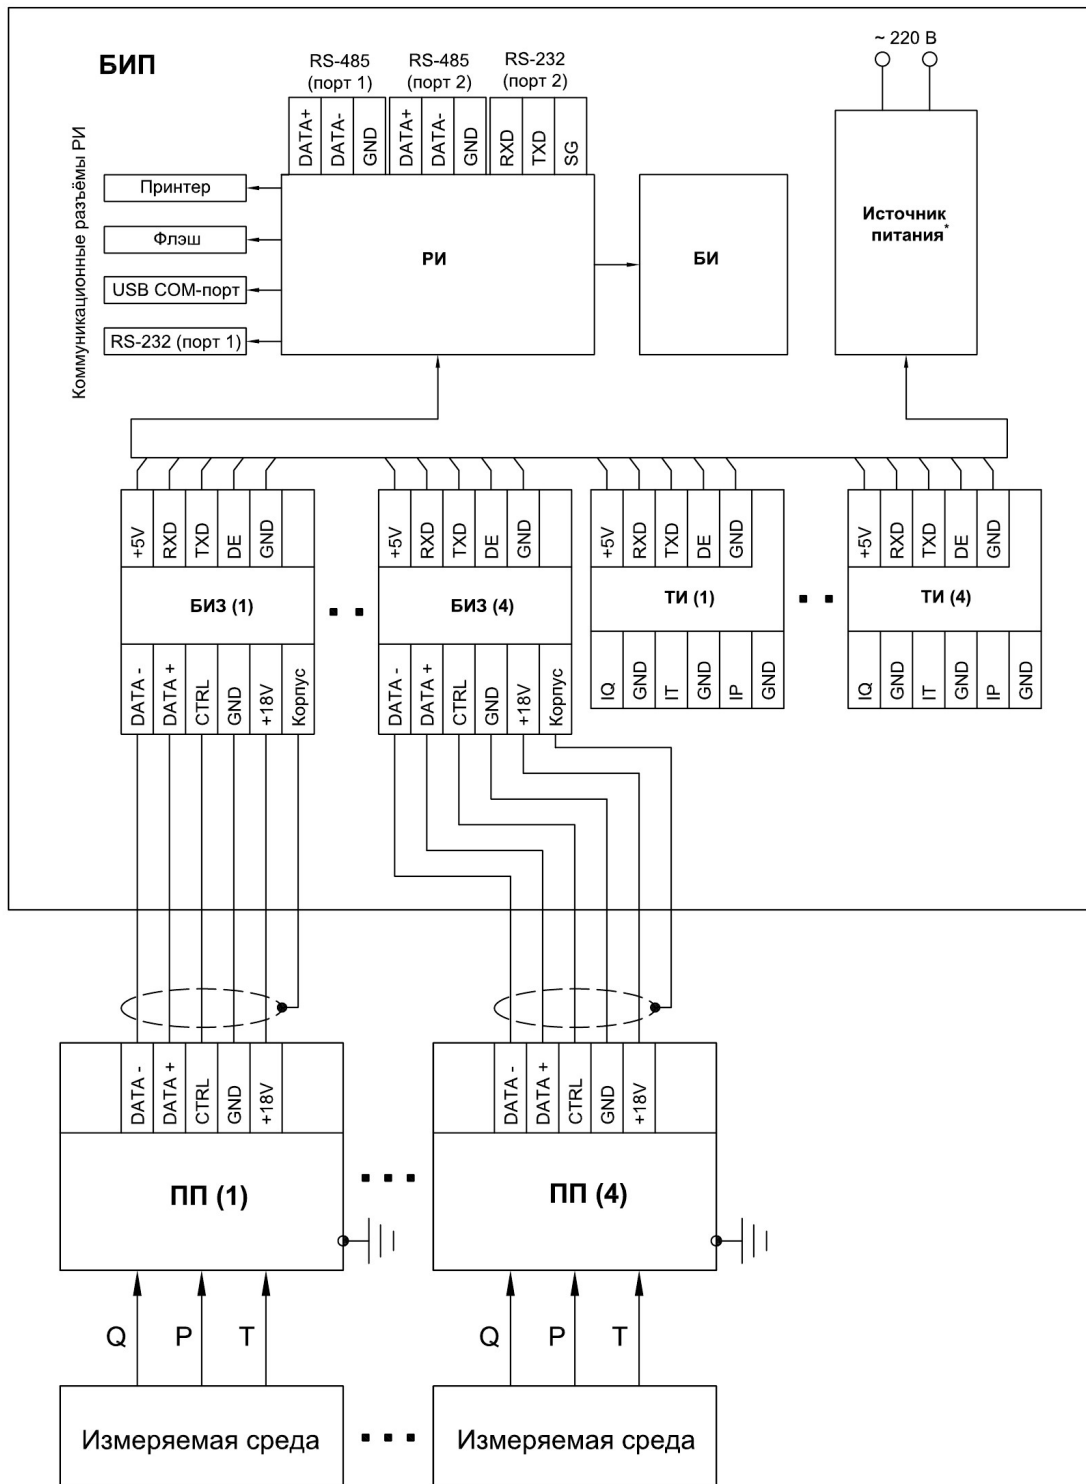 БИП
~ 220 В
RS-485
(порт 1)
RS-485
(порт 2)
RS-232
(порт 2)
DATA+
DATA-
GND
DATA+
DATA-
GND
RXD
TXD
SG
Коммуникационные разъёмы РИ
Принтер
Флэш
USB COM-порт
RS-232 (порт 1)
РИ
БИ
Источник
питания*
+5V
RXD
TXD
DE
GND
+5V
RXD
TXD
DE
GND
+5V
RXD
TXD
DE
GND
+5V
RXD
TXD
DE
GND
БИЗ (1)
БИЗ (4)
ТИ (1)
ТИ (4)
DATA -
DATA +
CTRL
GND
+18V
Корпус
DATA -
DATA +
CTRL
GND
+18V
Корпус
IQ
GND
IT
GND
IP
GND
IQ
GND
IT
GND
IP
GND
DATA -
DATA +
CTRL
GND
+18V
DATA -
DATA +
CTRL
GND
+18V
ПП (1)
ПП (4)
Q
P
T
Q
P
T
Измеряемая среда
Измеряемая среда